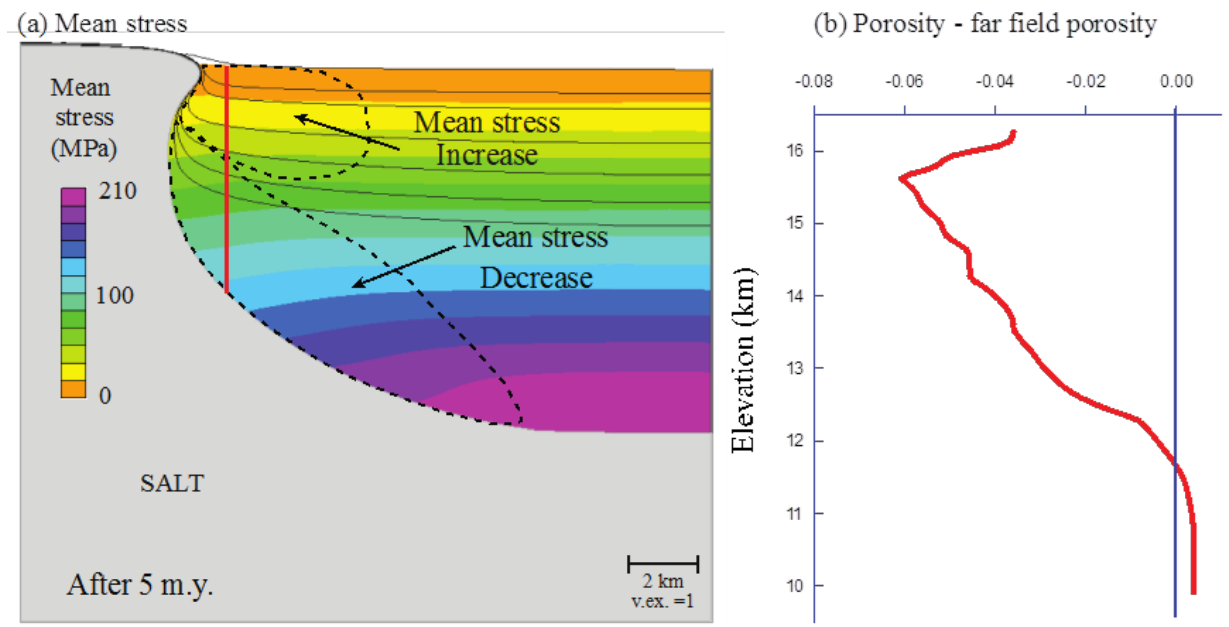 (a) Mean stress
Mean
stress
(MPa)
210
100
0
Mean stress
Increase
Mean stress
Decrease
SALT
After 5 m.y.
2 km
v.ex. =1
(b) Porosity - far field porosity
-0.08 -0.06 -0.04 -0.02 0.00
Elevation (km)
16
15
14
13
12
11
10